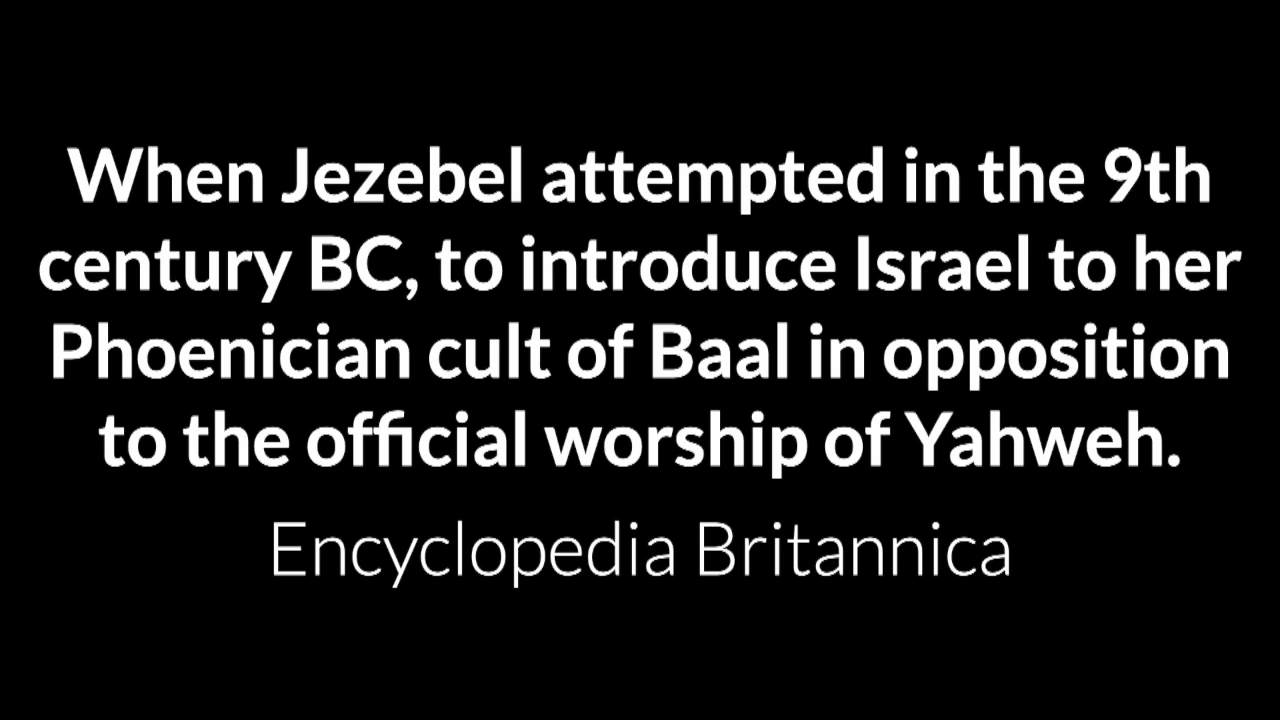 When Jezebel attempted in the 9th
century BC, to introduce Israel to her
Phoenician cult of Baal in opposition
to the official worship of Yahweh.
Encyclopedia Britannica